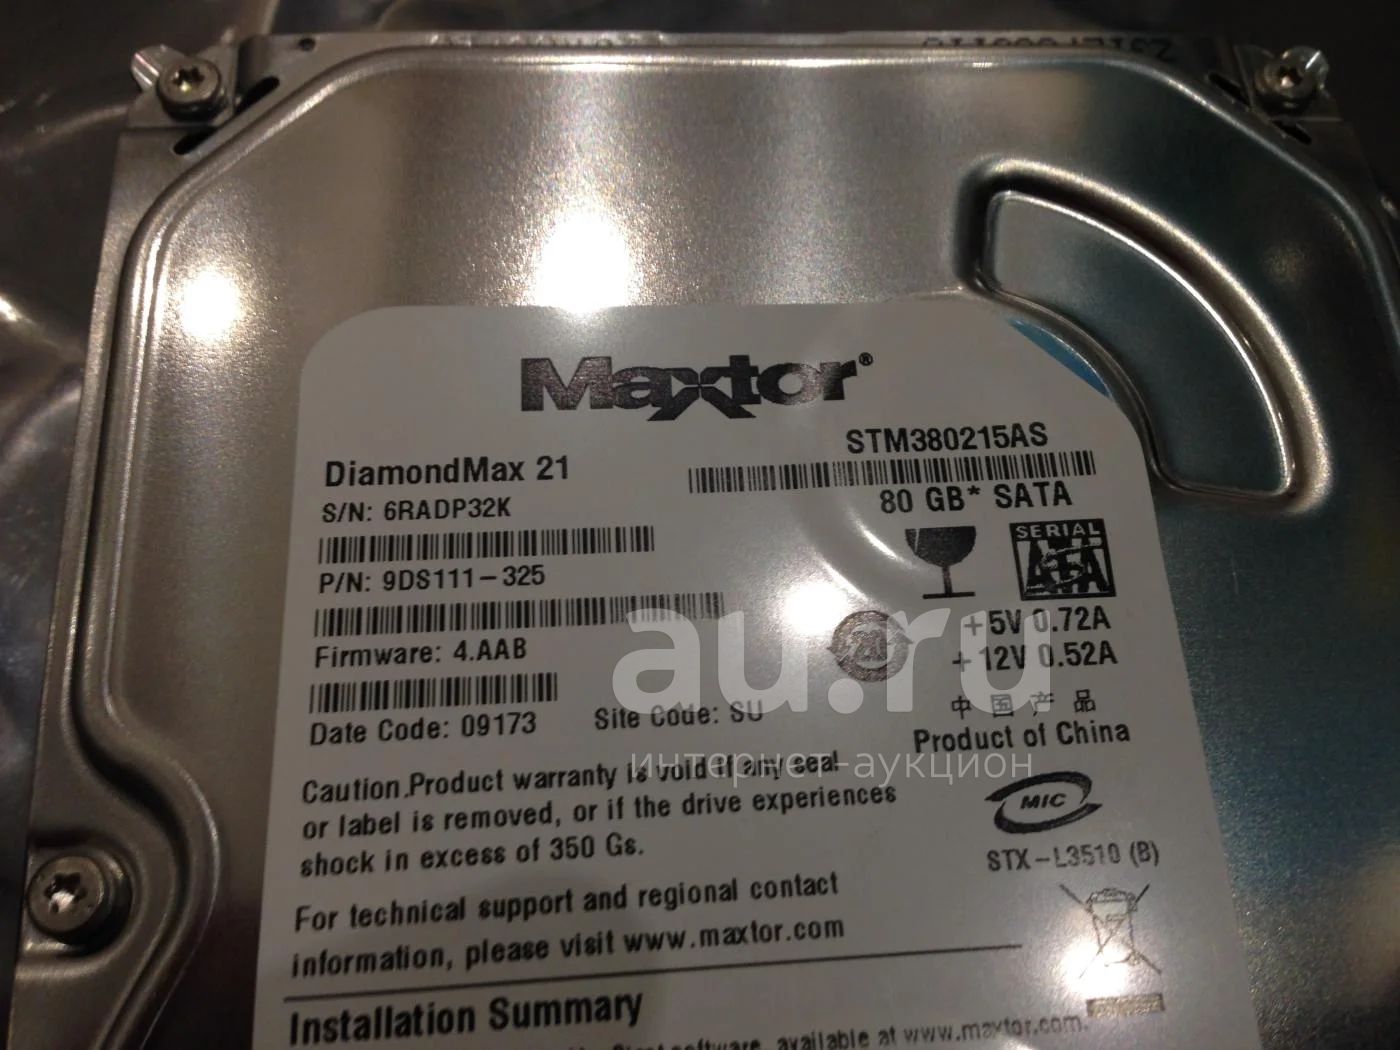 Maxtor®
STM380215AS
DiamondMax 21
80 GB* SATA
S/N: 6RADP32K
SERIAL
ATA
P/N: 9DS111-325
+5V 0.72A
Firmware: 4.AAB
+12V 0.52A
Date Code: 09173 Site Code: SU
中国产品
Product of China
au.ru
интернет-аукцион
Caution.Product warranty is void if any seal
or label is removed, or if the drive experiences
shock in excess of 350 Gs.
MIC
STX-L3510 (B)
For technical support and regional contact
information, please visit www.maxtor.com
Installation Summary
software, available at www.maxtor.com.